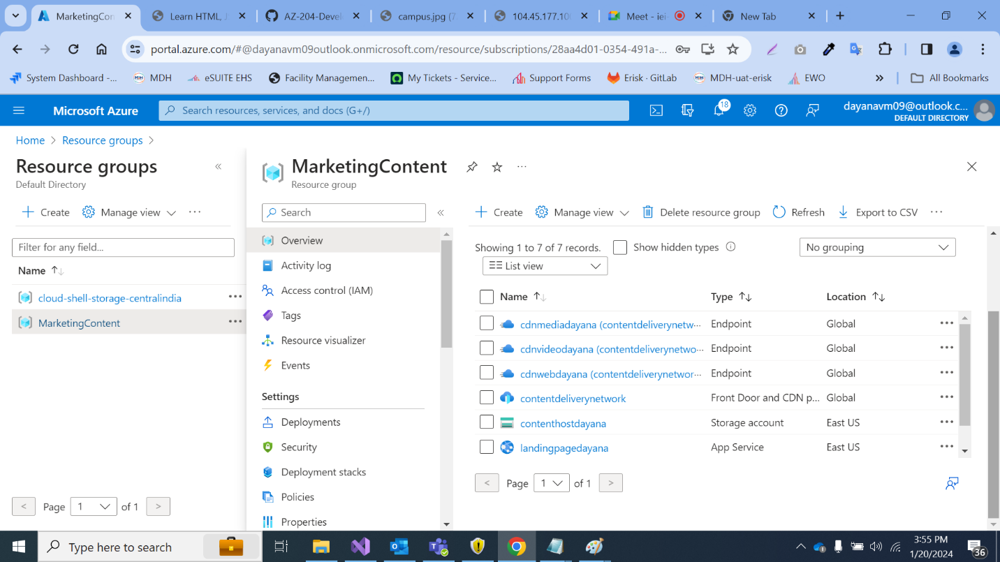 MarketingCon
Learn HTML, J
AZ-204-Devel
campus.jpg (7
104.45.177.10
Meet - iei-
New Tab
portal.azure.com/#@dayanavm09outlook.onmicrosoft.com/resource/subscriptions/28aa4d01-0354-491a-...
System Dashboard -...
MDH
eSUITE EHS
Facility Managemen...
My Tickets - Service...
Support Forms
Erisk · GitLab
MDH-uat-erisk
EWO
All Bookmarks
Microsoft Azure
Search resources, services, and docs (G+/)
18
dayanavm09@outlook.c...
DEFAULT DIRECTORY
Home > Resource groups >
Resource groups
Default Directory
Create
Manage view
Filter for any field...
Name
cloud-shell-storage-centralindia
MarketingContent
Page 1 of 1
MarketingContent
Resource group
Search
Overview
Activity log
Access control (IAM)
Tags
Resource visualizer
Events
Settings
Deployments
Security
Deployment stacks
Policies
Properties
Create
Manage view
Delete resource group
Refresh
Export to CSV
Showing 1 to 7 of 7 records.
Show hidden types
No grouping
List view
Name Type Location
cdnmediadayana (contentdeliverynetw... Endpoint Global
cdnvideodayana (contentdeliverynetwo... Endpoint Global
cdnwebdayana (contentdeliverynetwor... Endpoint Global
contentdeliverynetwork Front Door and CDN p... Global
contenthostdayana Storage account East US
landingpagedayana App Service East US
< Page 1 of 1 >
Type here to search
3:55 PM
1/20/2024
36